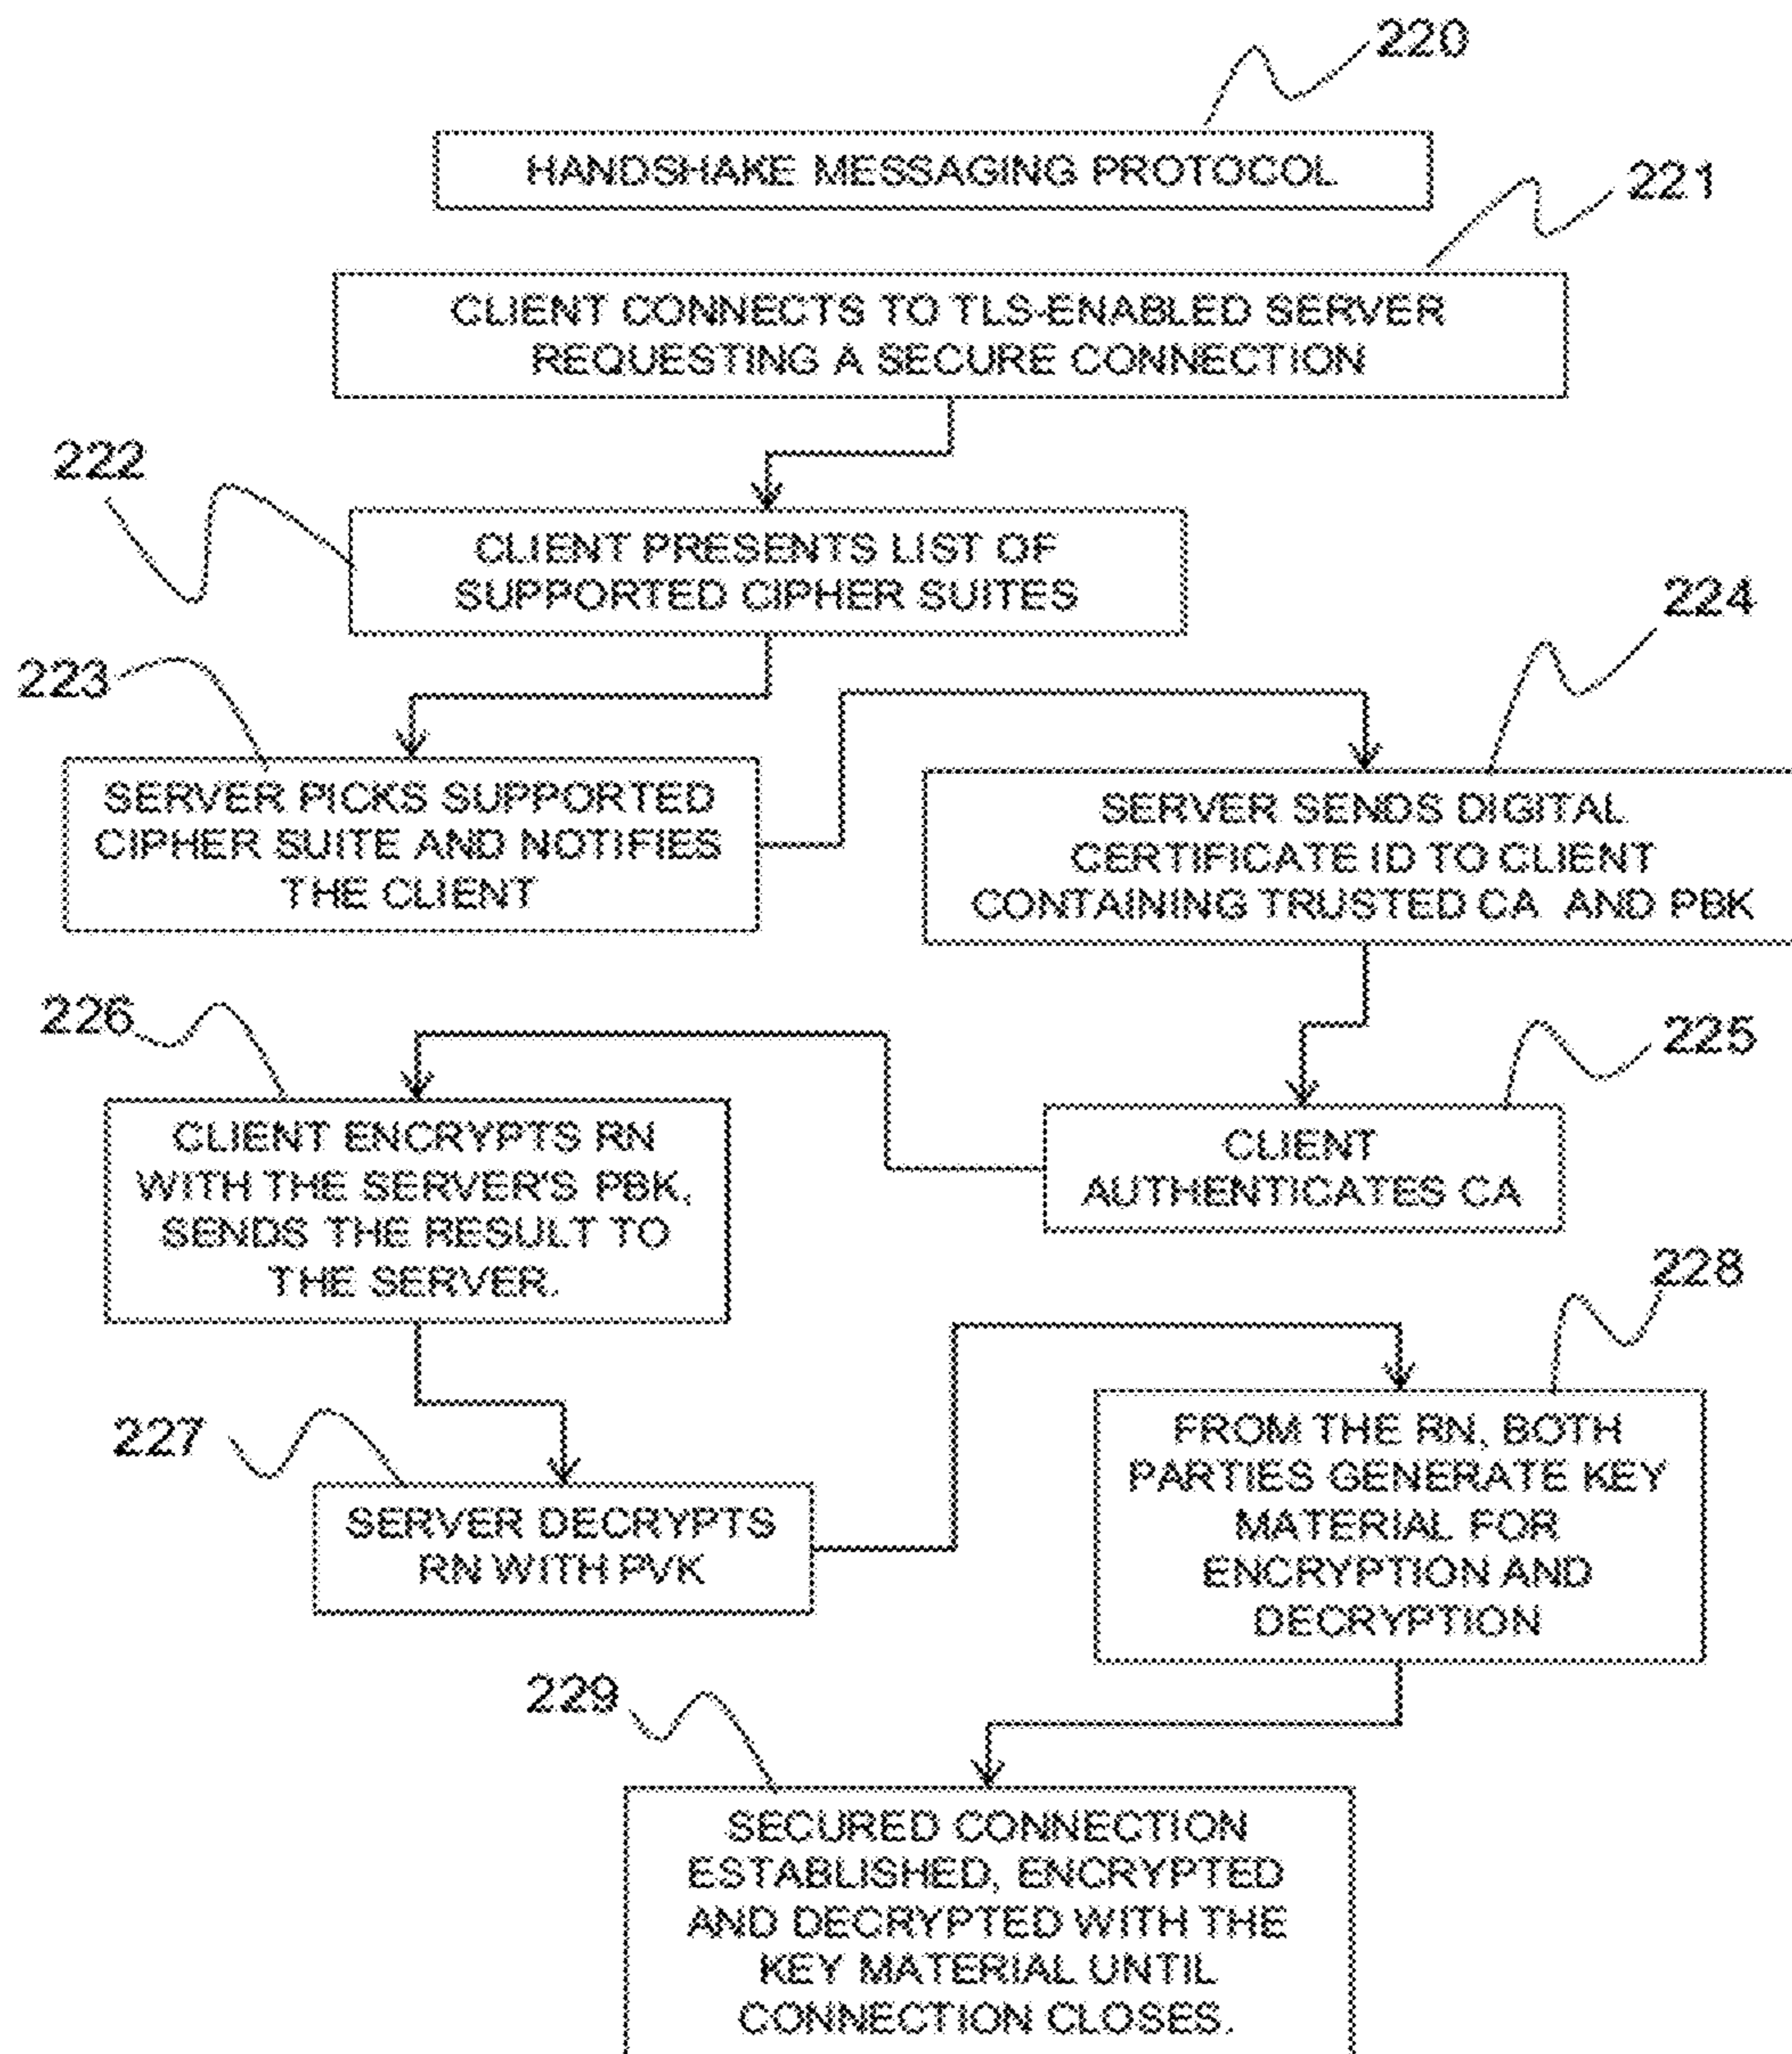 220
HANDSHAKE MESSAGING PROTOCOL
221
CLIENT CONNECTS TO TLS-ENABLED SERVER
REQUESTING A SECURE CONNECTION
222
CLIENT PRESENTS LIST OF
SUPPORTED CIPHER SUITES
223
SERVER PICKS SUPPORTED
CIPHER SUITE AND NOTIFIES
THE CLIENT
224
SERVER SENDS DIGITAL
CERTIFICATE ID TO CLIENT
CONTAINING TRUSTED CA AND PBK
225
CLIENT
AUTHENTICATES CA
226
CLIENT ENCRYPTS RN
WITH THE SERVER'S PBK,
SENDS THE RESULT TO
THE SERVER.
227
SERVER DECRYPTS
RN WITH PVK
228
FROM THE RN, BOTH
PARTIES GENERATE KEY
MATERIAL FOR
ENCRYPTION AND
DECRYPTION
229
SECURED CONNECTION
ESTABLISHED, ENCRYPTED
AND DECRYPTED WITH THE
KEY MATERIAL UNTIL
CONNECTION CLOSES.